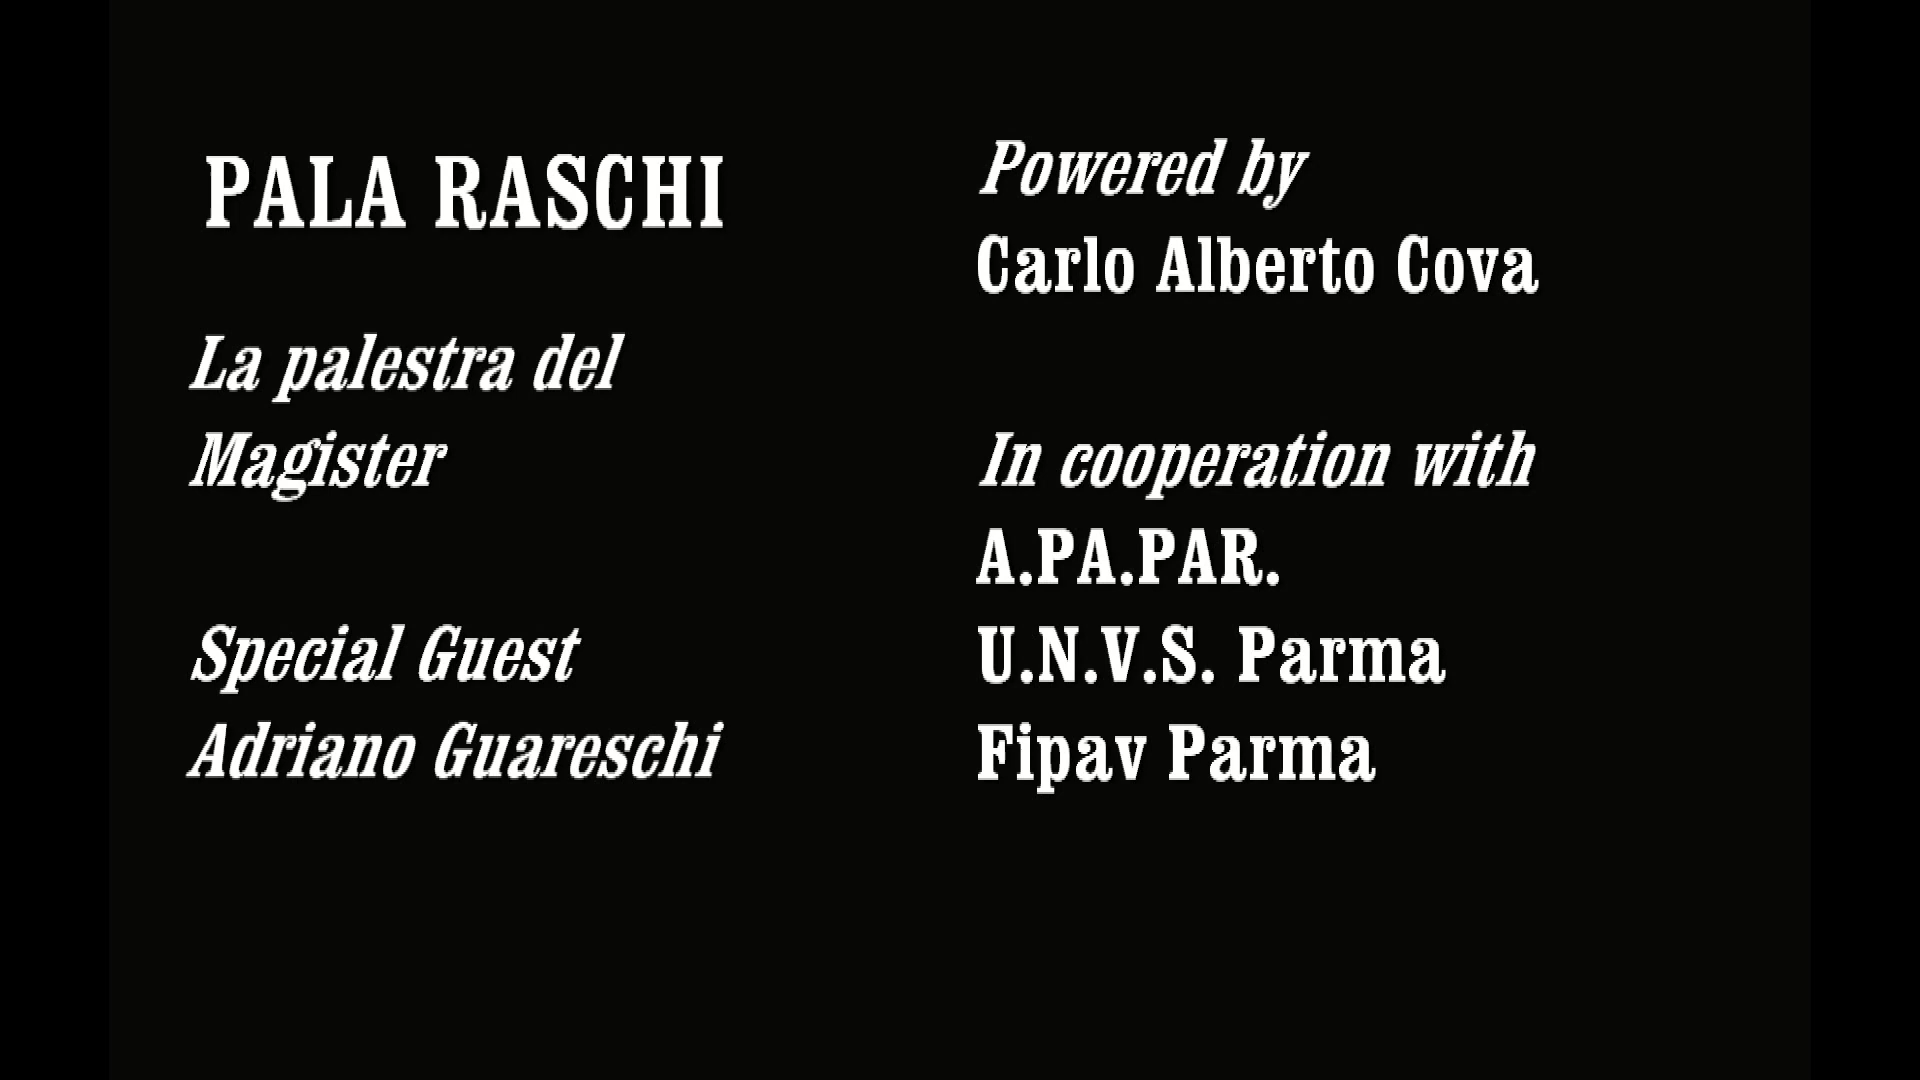 PALA RASCHI
La palestra del
Magister
Special Guest
Adriano Guareschi
Powered by
Carlo Alberto Cova
In cooperation with
A.PA.PAR.
U.N.V.S. Parma
Fipav Parma